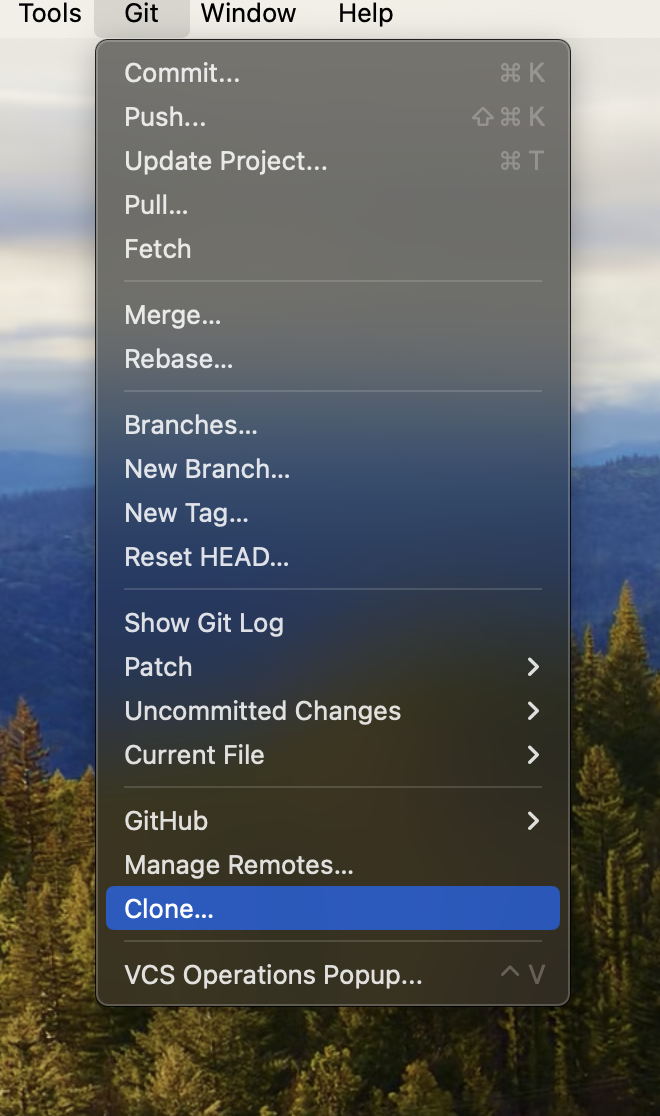 Tools Git Window Help
Commit... ⌘ K
Push... ⇧ ⌘ K
Update Project... ⌘ T
Pull...
Fetch
Merge...
Rebase...
Branches...
New Branch...
New Tag...
Reset HEAD...
Show Git Log
Patch
Uncommitted Changes
Current File
GitHub
Manage Remotes...
Clone...
VCS Operations Popup... ^ V